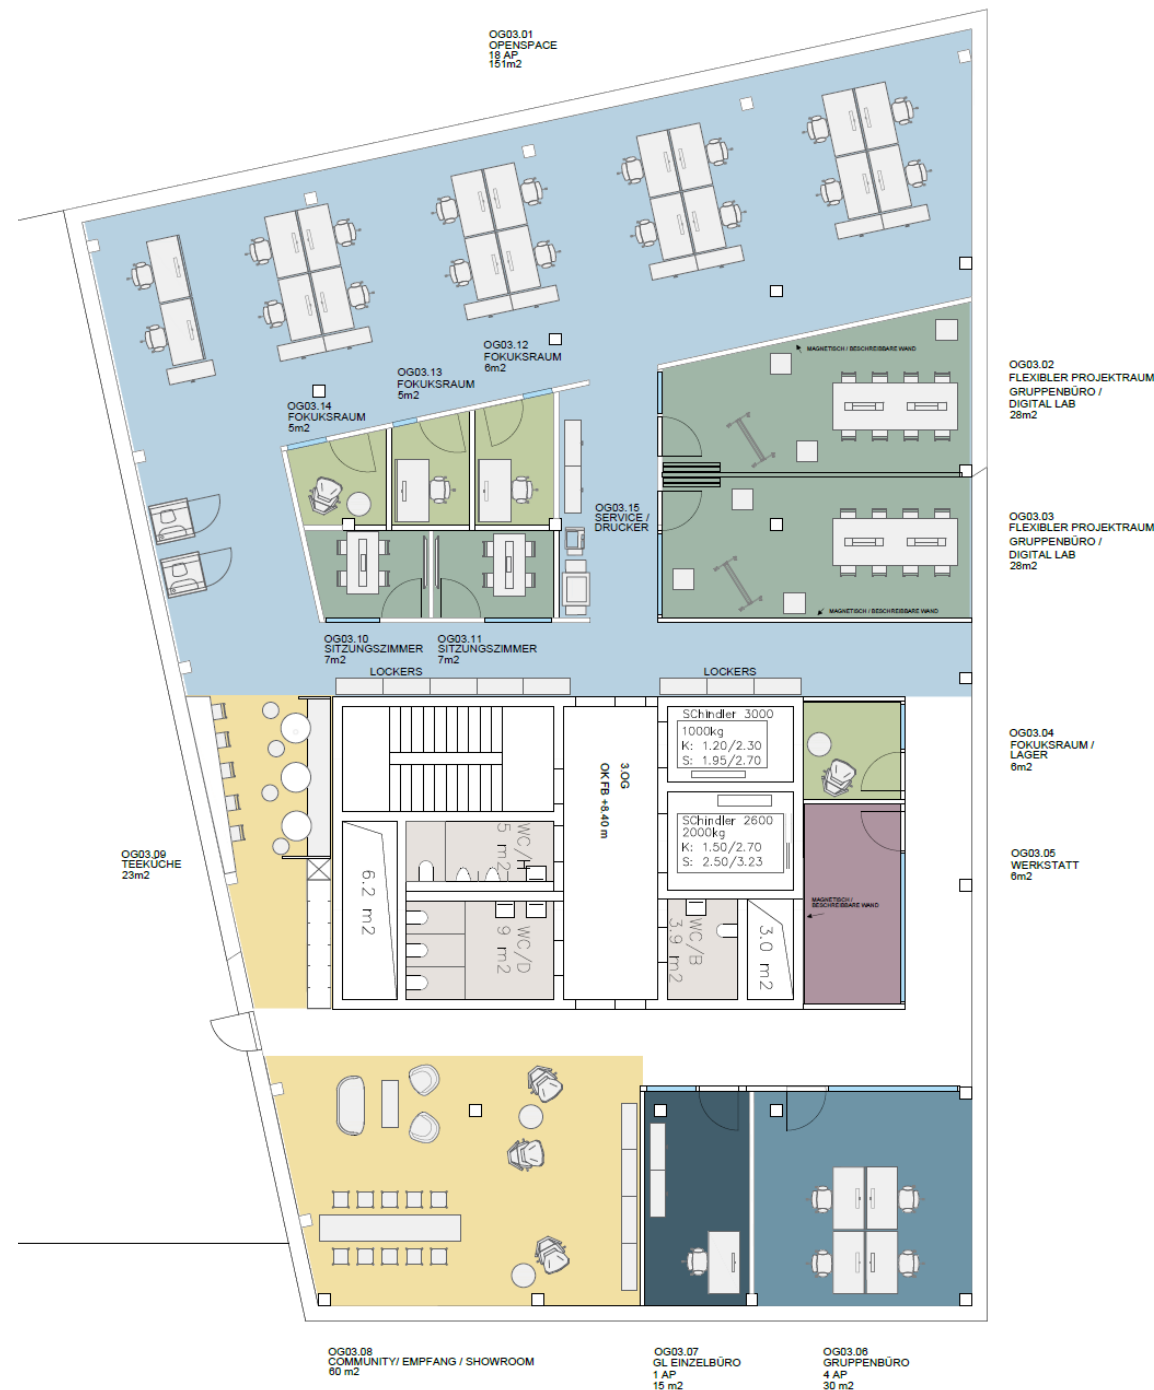 OG03.01
OPENSPACE
18 AP
151m2
OG03.12
FOKUKSRAUM
6m2
OG03.13
FOKUKSRAUM
5m2
OG03.14
FOKUKSRAUM
5m2
MAGNETISCH / BESCHREIBBARE WAND
OG03.02
FLEXIBLER PROJEKTRAUM
GRUPPENBÜRO /
DIGITAL LAB
28m2
OG03.15
SERVICE /
DRUCKER
OG03.03
FLEXIBLER PROJEKTRAUM
GRUPPENBÜRO /
DIGITAL LAB
28m2
MAGNETISCH / BESCHREIBBARE WAND
OG03.10
SITZUNGSZIMMER
7m2
OG03.11
SITZUNGSZIMMER
7m2
LOCKERS
LOCKERS
SChindler 3000
1000kg
K: 1.20/2.30
S: 1.95/2.70
3.OG
OK FB +8.40 m
OG03.04
FOKUKSRAUM /
LAGER
6m2
SChindler 2600
2000kg
K: 1.50/2.70
S: 2.50/3.23
OG03.09
TEEKÜCHE
23m2
6.2 m2
WC/H
5 m2
WC/D
9 m2
WC/B
3.9 m2
3.0 m2
MAGNETISCH /
BESCHREIBBARE WAND
OG03.05
WERKSTATT
6m2
OG03.08
COMMUNITY/ EMPFANG / SHOWROOM
60 m2
OG03.07
GL EINZELBÜRO
1 AP
15 m2
OG03.06
GRUPPENBÜRO
4 AP
30 m2